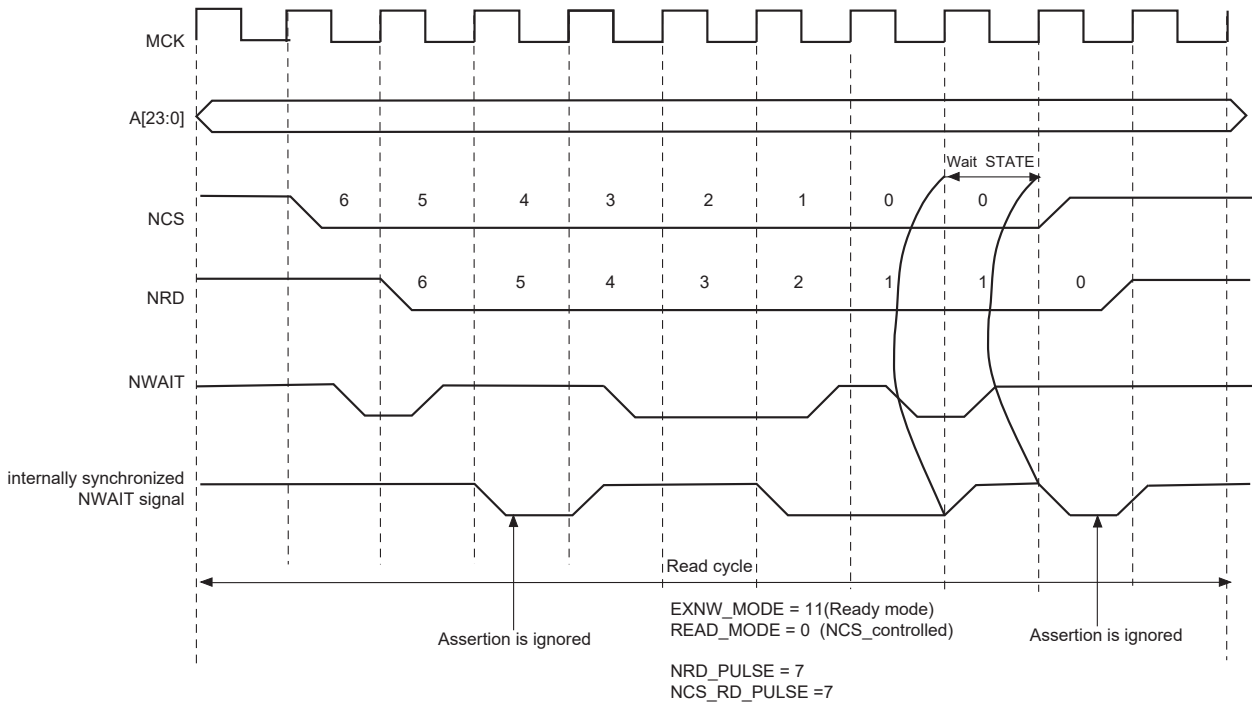 MCK
A[23:0]
Wait STATE
NCS
6 5 4 3 2 1 0 0
NRD
6 5 4 3 2 1 1 0
NWAIT
internally synchronized
NWAIT signal
Read cycle
EXNW_MODE = 11(Ready mode)
READ_MODE = 0 (NCS_controlled)
Assertion is ignored
Assertion is ignored
NRD_PULSE = 7
NCS_RD_PULSE =7